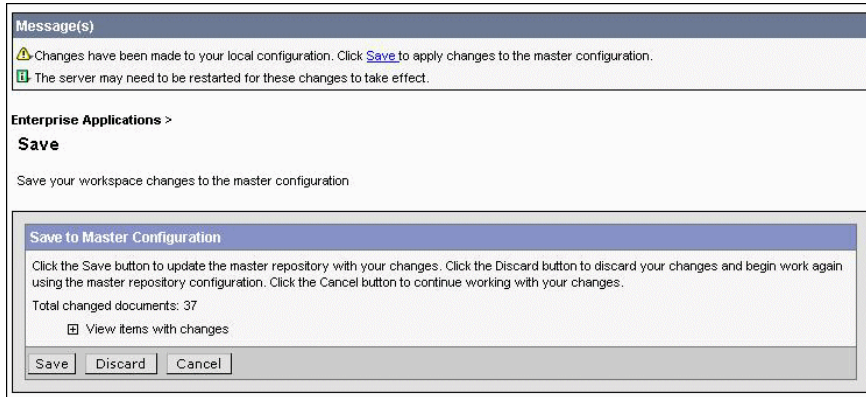 Message(s)
Changes have been made to your local configuration. Click Save to apply changes to the master configuration.
The server may need to be restarted for these changes to take effect.
Enterprise Applications >
Save
Save your workspace changes to the master configuration
Save to Master Configuration
Click the Save button to update the master repository with your changes. Click the Discard button to discard your changes and begin work again
using the master repository configuration. Click the Cancel button to continue working with your changes.
Total changed documents: 37
View items with changes
Save Discard Cancel